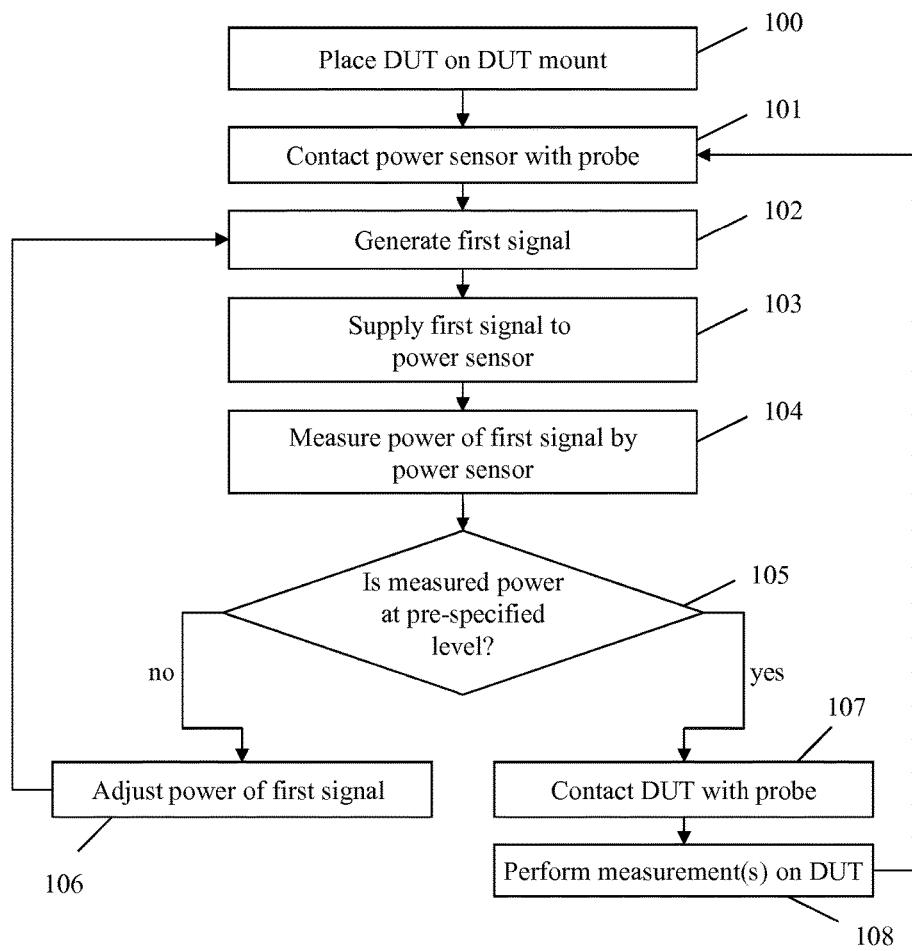 100
Place DUT on DUT mount
101
Contact power sensor with probe
102
Generate first signal
103
Supply first signal to
power sensor
104
Measure power of first signal by
power sensor
105
Is measured power
at pre-specified
level?
no
yes
107
Adjust power of first signal
Contact DUT with probe
106
Perform measurement(s) on DUT
108